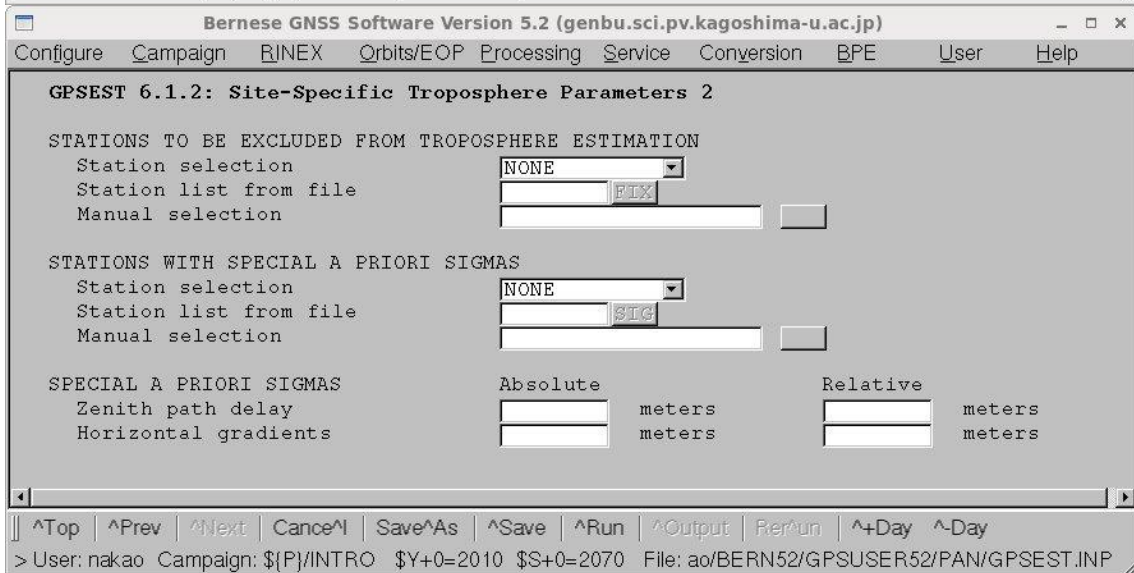 Bernese GNSS Software Version 5.2 (genbu.sci.pv.kagoshima-u.ac.jp)
Configure Campaign RINEX Orbits/EOP Processing Service Conversion BPE User Help
GPSEST 6.1.2: Site-Specific Troposphere Parameters 2
STATIONS TO BE EXCLUDED FROM TROPOSPHERE ESTIMATION
Station selection NONE
Station list from file FIX
Manual selection
STATIONS WITH SPECIAL A PRIORI SIGMAS
Station selection NONE
Station list from file SIG
Manual selection
SPECIAL A PRIORI SIGMAS Absolute Relative
Zenith path delay meters meters
Horizontal gradients meters meters
^Top ^Prev ^Next Cance^l Save^As ^Save ^Run ^Output Rer^un ^+Day ^-Day
> User: nakao Campaign: ${P}/INTRO $Y+0=2010 $S+0=2070 File: ao/BERN52/GPSUSER52/PAN/GPSEST.INP